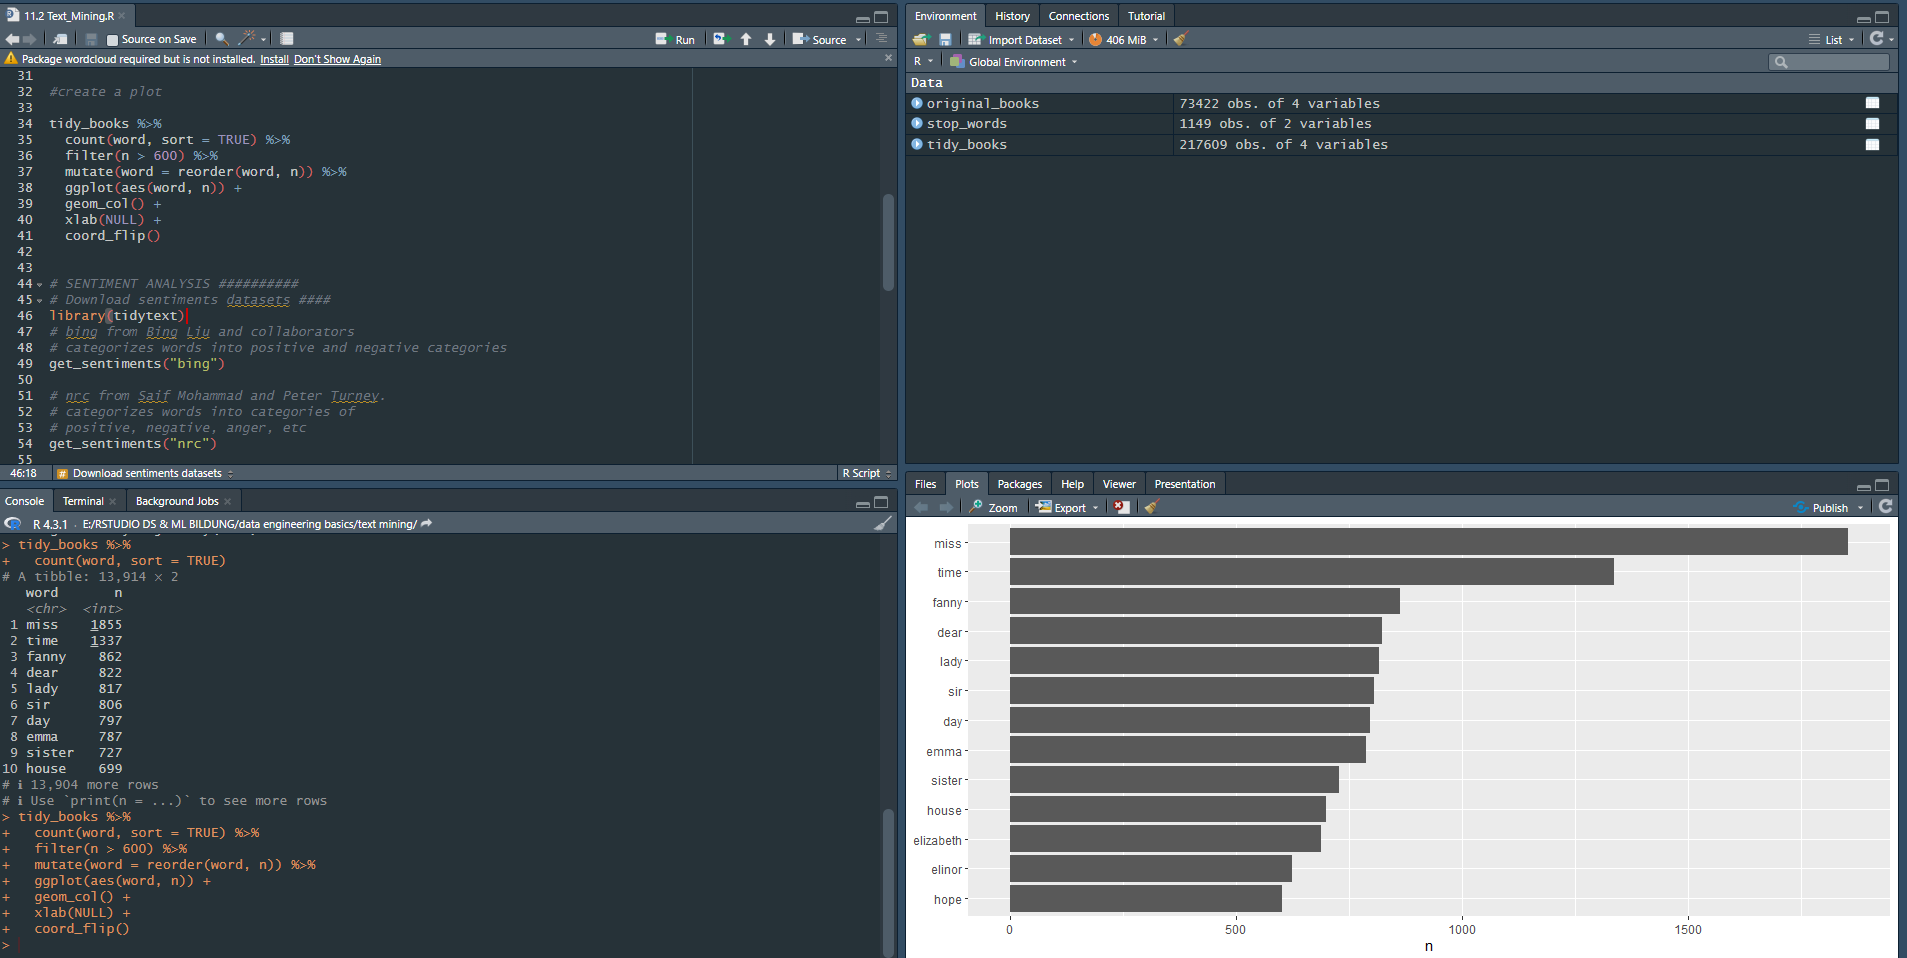 11.2 Text_Mining.R
Source on Save
Run
Source
Package wordcloud required but is not installed. Install Don't Show Again
31
32 #create a plot
33
34 tidy_books %>%
35 count(word, sort = TRUE) %>%
36 filter(n > 600) %>%
37 mutate(word = reorder(word, n)) %>%
38 ggplot(aes(word, n)) +
39 geom_col() +
40 xlab(NULL) +
41 coord_flip()
42
43
44 # SENTIMENT ANALYSIS ##########
45 # Download sentiments datasets ####
46 library(tidytext)
47 # bing from Bing Liu and collaborators
48 # categorizes words into positive and negative categories
49 get_sentiments("bing")
50
51 # nrc from Saif Mohammad and Peter Turney.
52 # categorizes words into categories of
53 # positive, negative, anger, etc
54 get_sentiments("nrc")
55
46:18 # Download sentiments datasets R Script
Console Terminal Background Jobs
R 4.3.1 · E:/RSTUDIO DS & ML BILDUNG/data engineering basics/text mining/
> tidy_books %>%
+ count(word, sort = TRUE)
# A tibble: 13,914 × 2
word n
<chr> <int>
1 miss 1855
2 time 1337
3 fanny 862
4 dear 822
5 lady 817
6 sir 806
7 day 797
8 emma 787
9 sister 727
10 house 699
# ℹ 13,904 more rows
# ℹ Use `print(n = ...)` to see more rows
> tidy_books %>%
+ count(word, sort = TRUE) %>%
+ filter(n > 600) %>%
+ mutate(word = reorder(word, n)) %>%
+ ggplot(aes(word, n)) +
+ geom_col() +
+ xlab(NULL) +
+ coord_flip()
>
Environment History Connections Tutorial
Import Dataset 406 MiB List
R Global Environment
Data
original_books 73422 obs. of 4 variables
stop_words 1149 obs. of 2 variables
tidy_books 217609 obs. of 4 variables
Files Plots Packages Help Viewer Presentation
Zoom Export Publish
miss
time
fanny
dear
lady
sir
day
emma
sister
house
elizabeth
elinor
hope
0 500 1000 1500
n